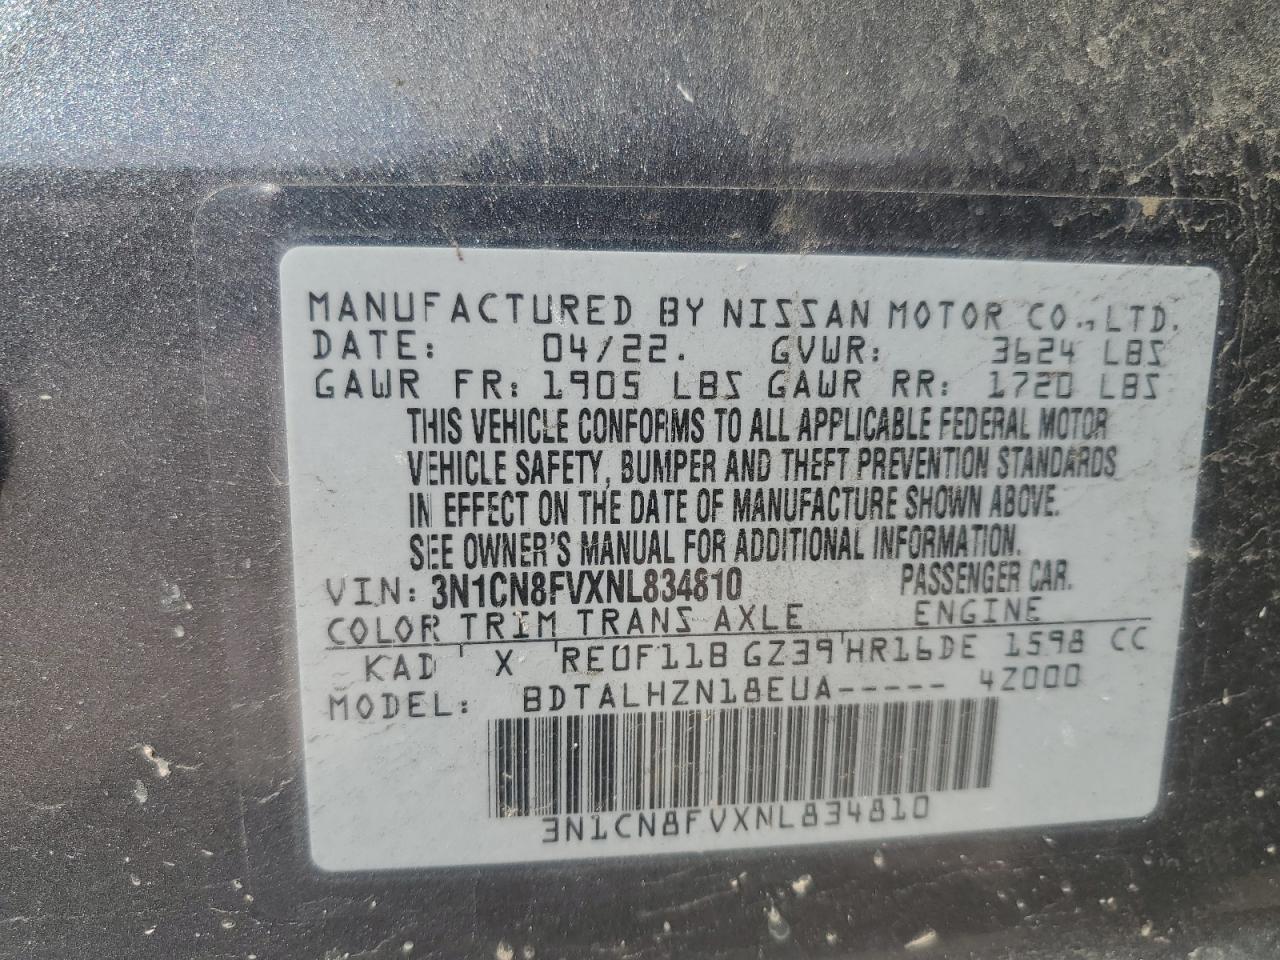 MANUFACTURED BY NISSAN MOTOR CO., LTD.
DATE: 04/22. GVWR: 3624 LBS
GAWR FR: 1905 LBS GAWR RR: 1720 LBS
THIS VEHICLE CONFORMS TO ALL APPLICABLE FEDERAL MOTOR
VEHICLE SAFETY, BUMPER AND THEFT PREVENTION STANDARDS
IN EFFECT ON THE DATE OF MANUFACTURE SHOWN ABOVE.
SEE OWNER'S MANUAL FOR ADDITIONAL INFORMATION.
VIN: 3N1CN8FVXNL834810 PASSENGER CAR.
COLOR TRIM TRANS AXLE ENGINE
KAD X RE0F11B GZ39 HR16DE 1598 CC
MODEL: BDTALHZN18EUA----- 4Z000
3N1CN8FVXNL834810